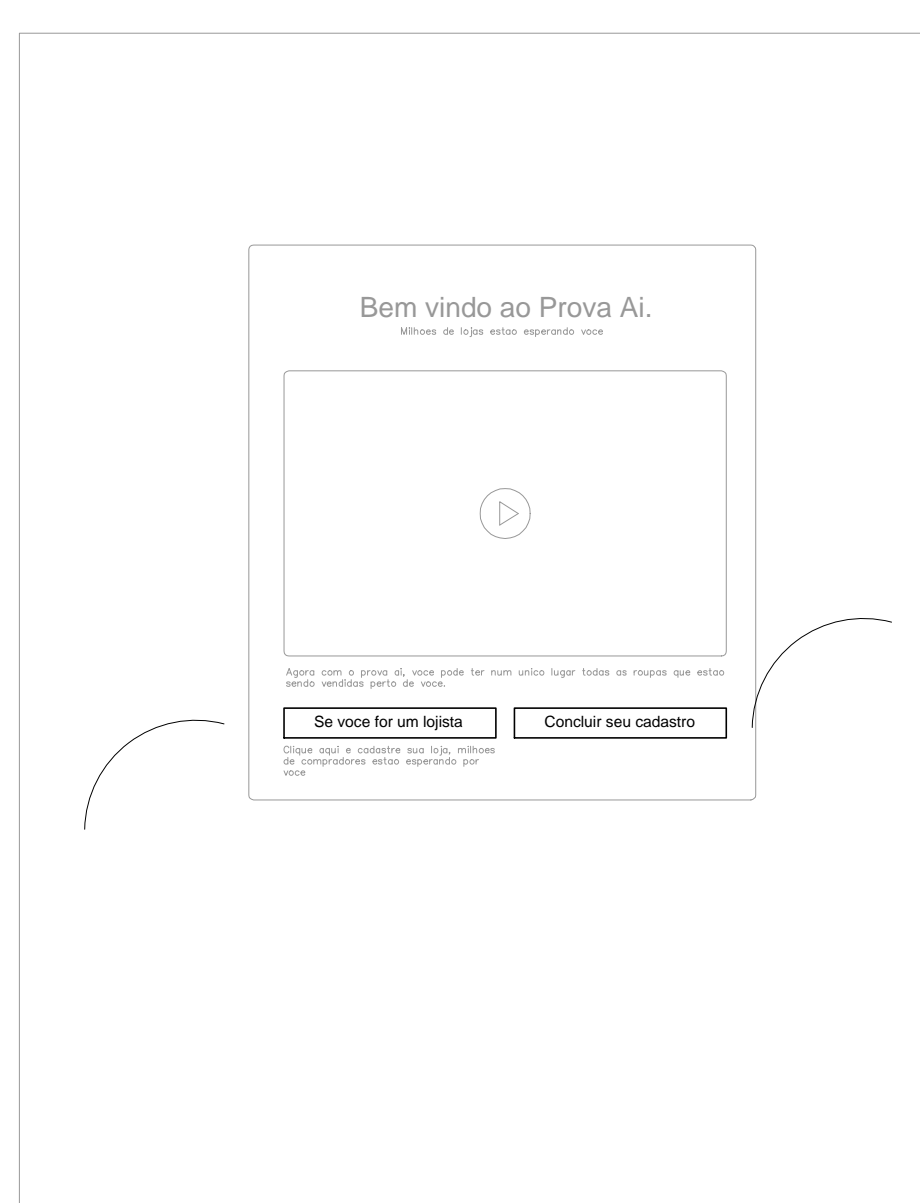 Bem vindo ao Prova Ai.
Milhoes de lojas estao esperando voce
Agora com o prova ai, voce pode ter num unico lugar todas as roupas que estao
sendo vendidas perto de voce.
Se voce for um lojista
Concluir seu cadastro
Clique aqui e cadastre sua loja, milhoes
de compradores estao esperando por
voce